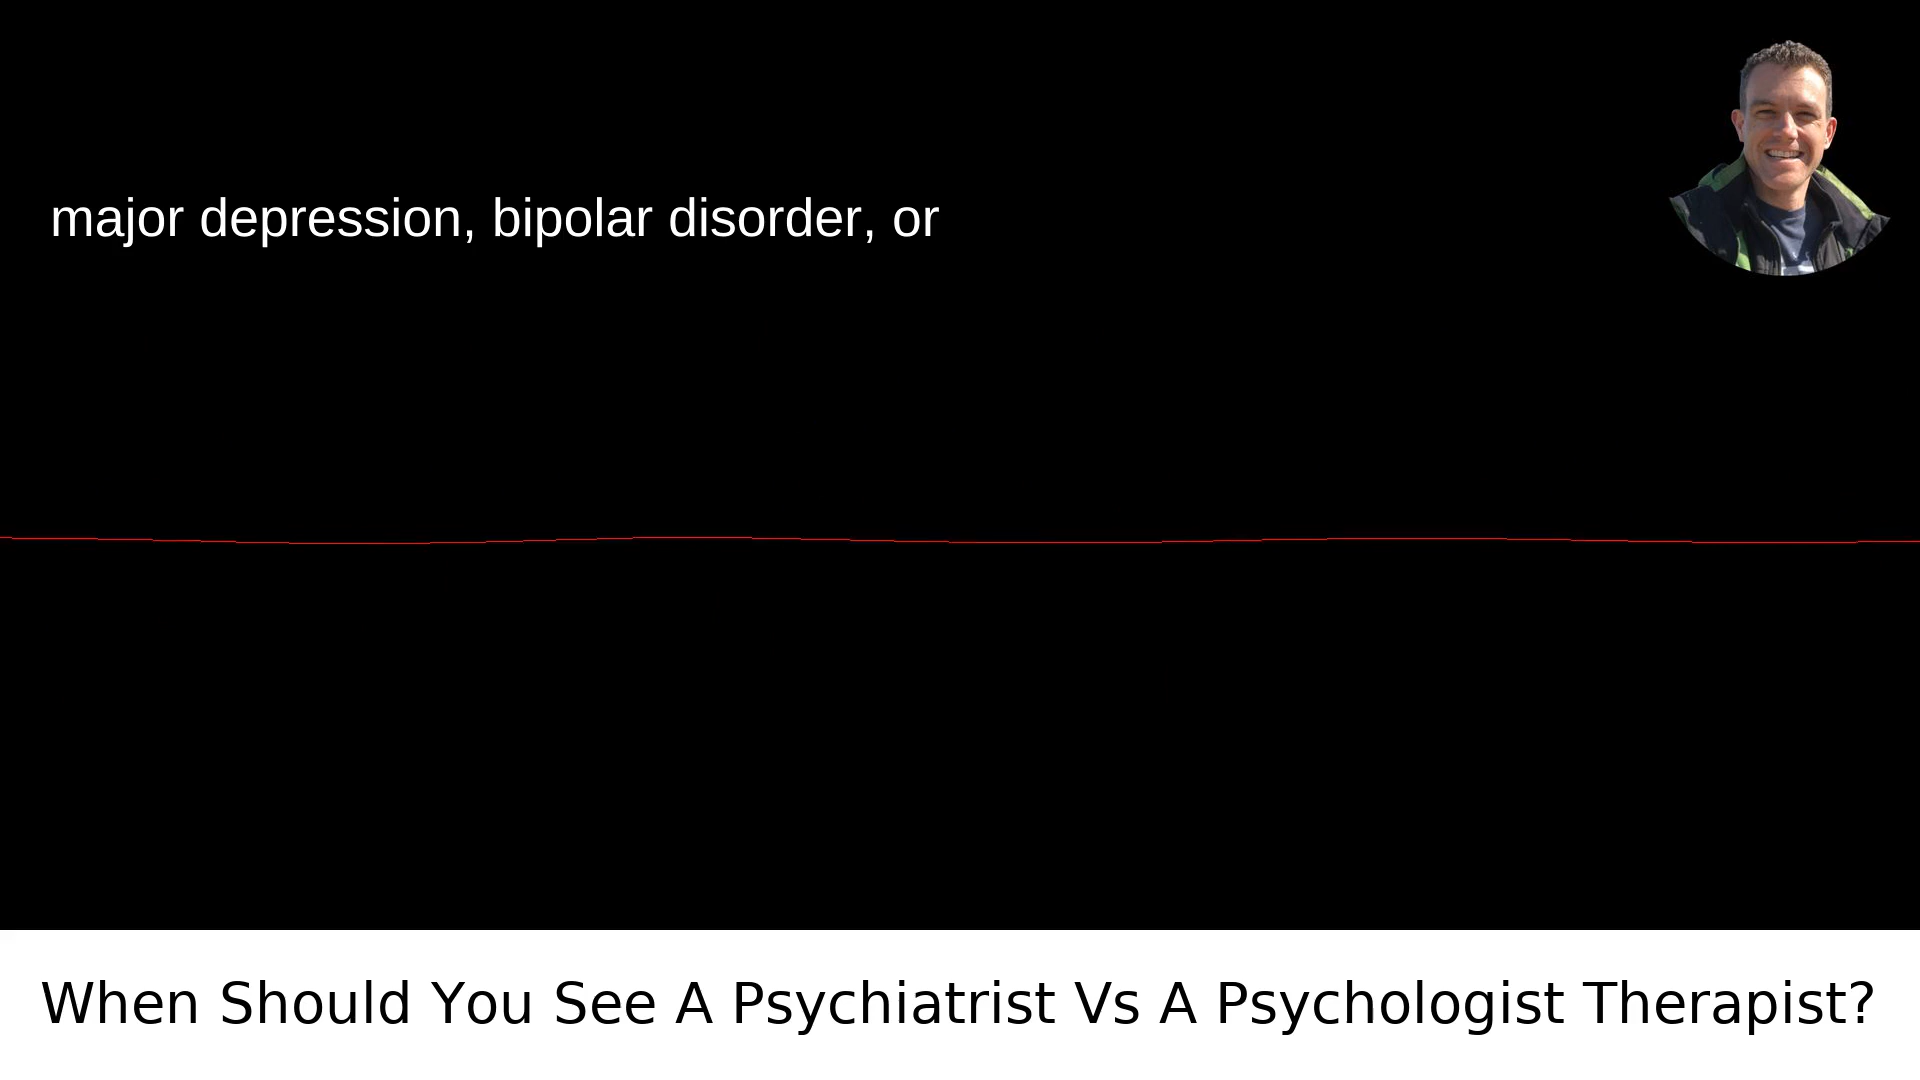 major depression, bipolar disorder, or
When Should You See A Psychiatrist Vs A Psychologist Therapist?